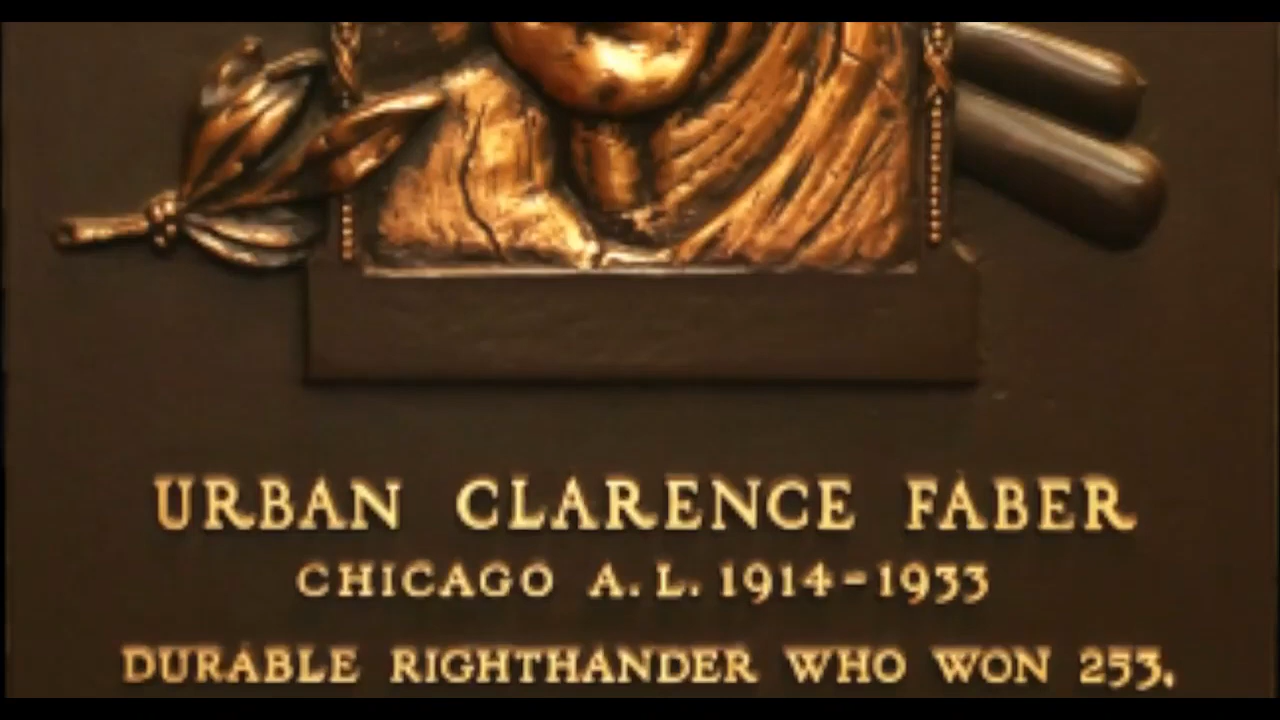 URBAN CLARENCE FABER
CHICAGO A.L. 1914-1933
DURABLE RIGHTHANDER WHO WON 253,